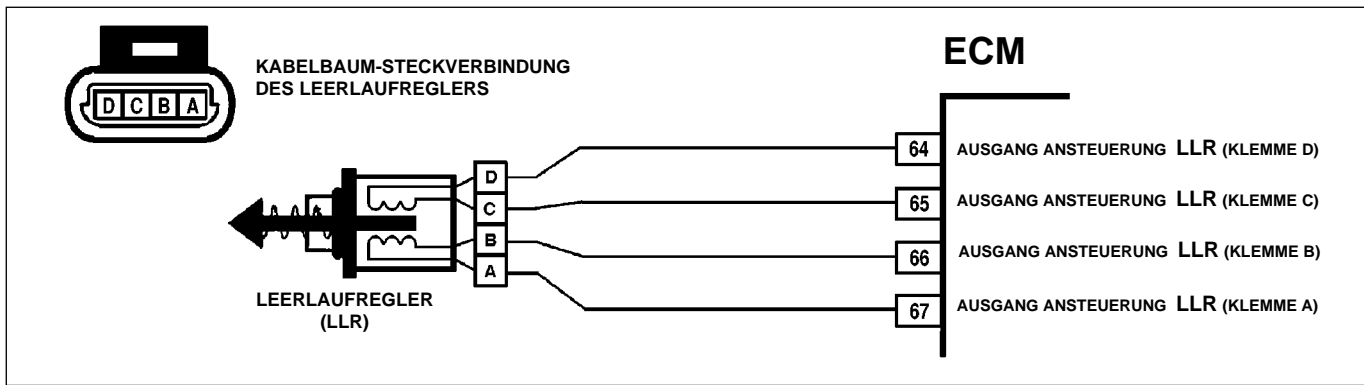 KABELBAUM-STECKVERBINDUNG
DES LEERLAUFREGLERS
D C B A
ECM
D
C
B
A
64 AUSGANG ANSTEUERUNG LLR (KLEMME D)
65 AUSGANG ANSTEUERUNG LLR (KLEMME C)
66 AUSGANG ANSTEUERUNG LLR (KLEMME B)
67 AUSGANG ANSTEUERUNG LLR (KLEMME A)
LEERLAUFREGLER
(LLR)